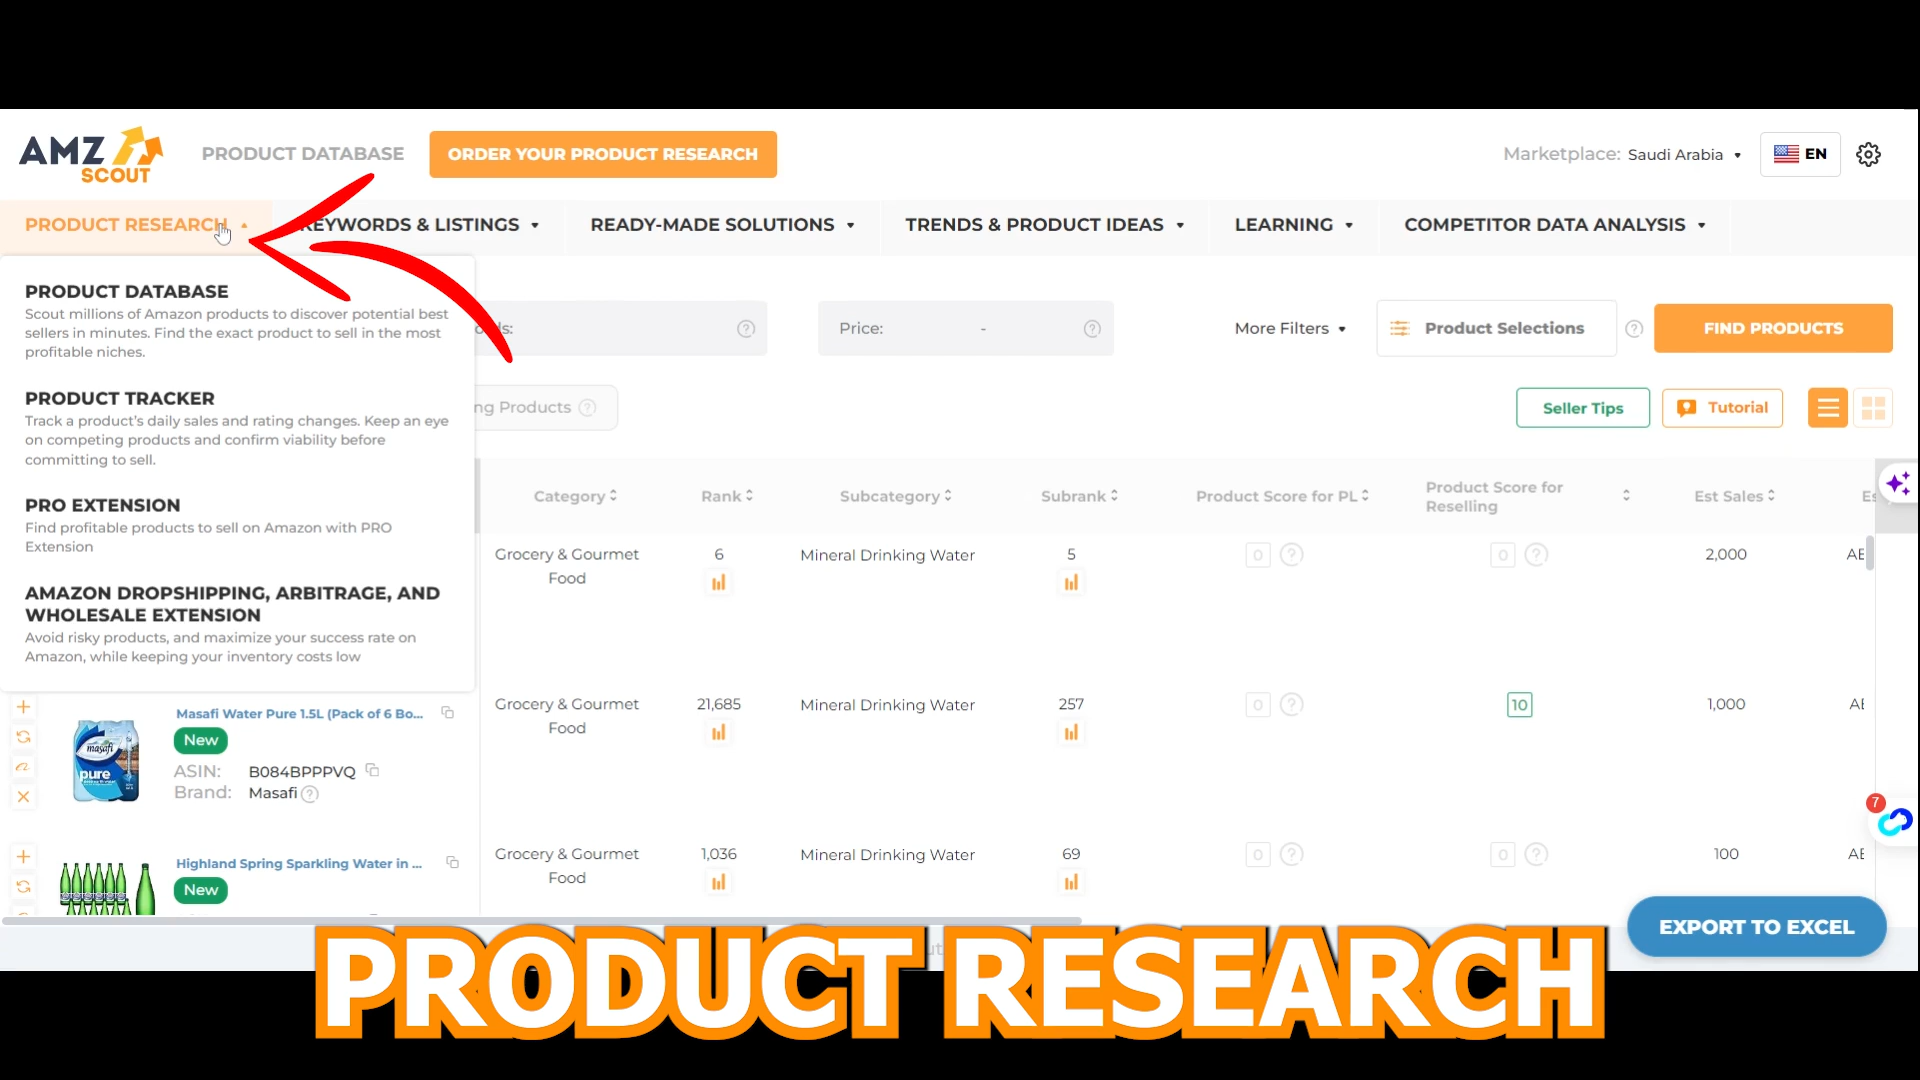 AMZ
SCOUT
PRODUCT DATABASE
ORDER YOUR PRODUCT RESEARCH
Marketplace: Saudi Arabia
EN
PRODUCT RESEARCH
KEYWORDS & LISTINGS
READY-MADE SOLUTIONS
TRENDS & PRODUCT IDEAS
LEARNING
COMPETITOR DATA ANALYSIS
PRODUCT DATABASE
Scout millions of Amazon products to discover potential best
sellers in minutes. Find the exact product to sell in the most
profitable niches.
PRODUCT TRACKER
Track a product's daily sales and rating changes. Keep an eye
on competing products and confirm viability before
committing to sell.
PRO EXTENSION
Find profitable products to sell on Amazon with PRO
Extension
AMAZON DROPSHIPPING, ARBITRAGE, AND
WHOLESALE EXTENSION
Avoid risky products, and maximize your success rate on
Amazon, while keeping your inventory costs low
Price: -
More Filters
Product Selections
FIND PRODUCTS
Products
Seller Tips
Tutorial
Category
Rank
Subcategory
Subrank
Product Score for PL
Product Score for
Reselling
Est Sales
Grocery & Gourmet
Food
6
Mineral Drinking Water
5
0
0
2,000
AE
Masafi Water Pure 1.5L (Pack of 6 Bo...
New
ASIN: B084BPPPVQ
Brand: Masafi
masafi
pure
Grocery & Gourmet
Food
21,685
Mineral Drinking Water
257
0
10
1,000
AE
7
Highland Spring Sparkling Water in ...
New
Grocery & Gourmet
Food
1,036
Mineral Drinking Water
69
0
0
100
AE
EXPORT TO EXCEL
PRODUCT RESEARCH